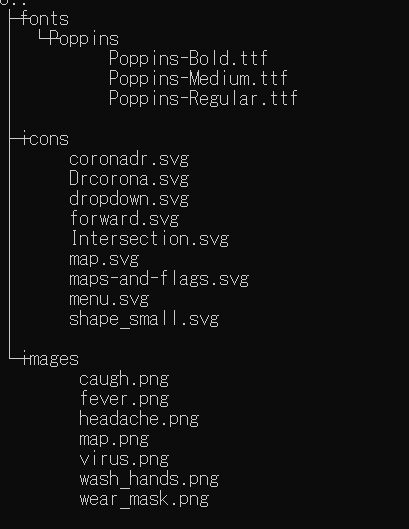 fonts
Poppins
Poppins-Bold.ttf
Poppins-Medium.ttf
Poppins-Regular.ttf
icons
coronadr.svg
Drcorona.svg
dropdown.svg
forward.svg
Intersection.svg
map.svg
maps-and-flags.svg
menu.svg
shape_small.svg
images
caugh.png
fever.png
headache.png
map.png
virus.png
wash_hands.png
wear_mask.png